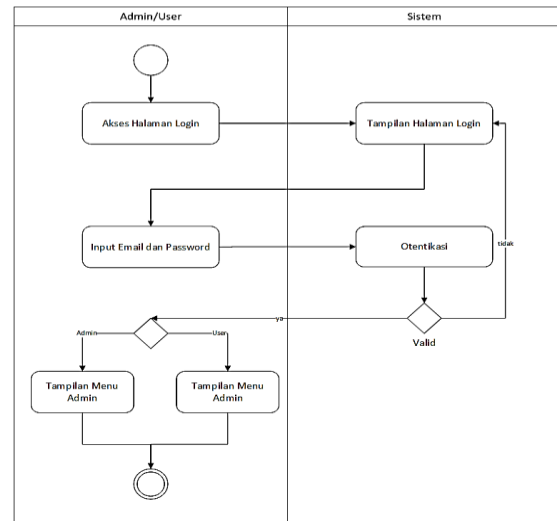 Admin/User
Sistem
Akses Halaman Login
Tampilan Halaman Login
Input Email dan Password
Otentikasi
tidak
ya
Valid
Admin
User
Tampilan Menu
Admin
Tampilan Menu
Admin